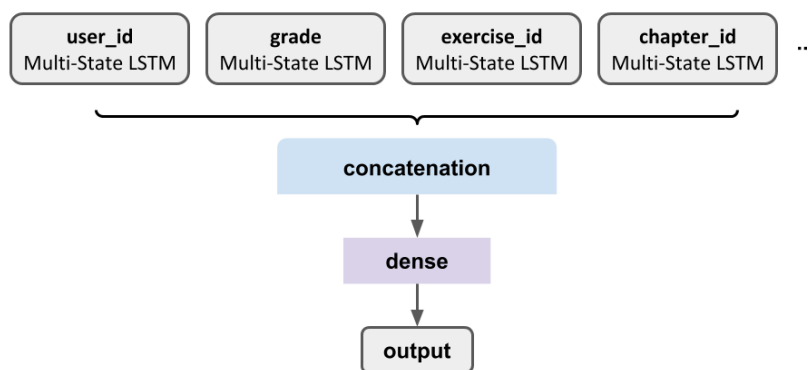 user_id grade exercise_id chapter_id ...
Multi-State LSTM Multi-State LSTM Multi-State LSTM Multi-State LSTM
concatenation
dense
output